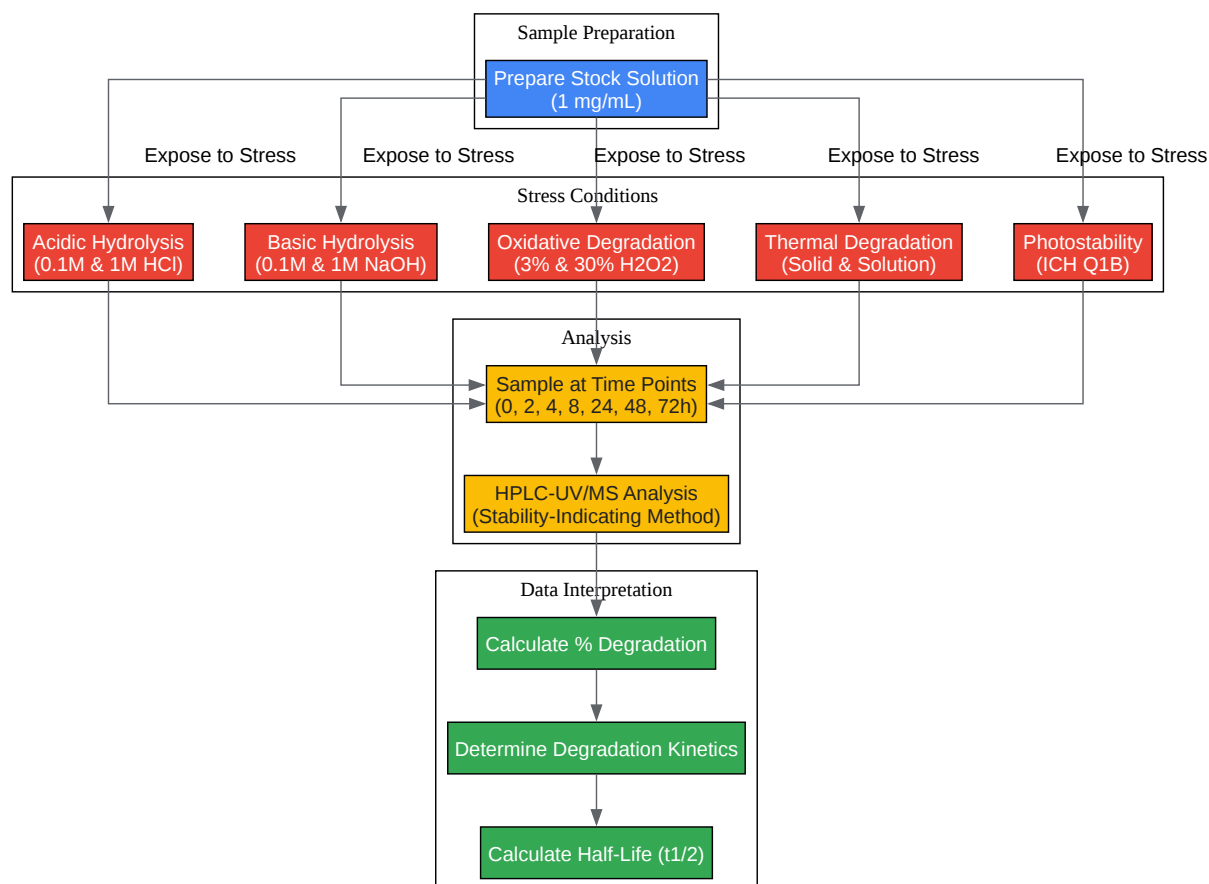 Sample Preparation
Prepare Stock Solution
(1 mg/mL)
Expose to Stress
Expose to Stress
Expose to Stress
Expose to Stress
Expose to Stress
Stress Conditions
Acidic Hydrolysis
(0.1M & 1M HCl)
Basic Hydrolysis
(0.1M & 1M NaOH)
Oxidative Degradation
(3% & 30% H2O2)
Thermal Degradation
(Solid & Solution)
Photostability
(ICH Q1B)
Analysis
Sample at Time Points
(0, 2, 4, 8, 24, 48, 72h)
HPLC-UV/MS Analysis
(Stability-Indicating Method)
Data Interpretation
Calculate % Degradation
Determine Degradation Kinetics
Calculate Half-Life (t1/2)